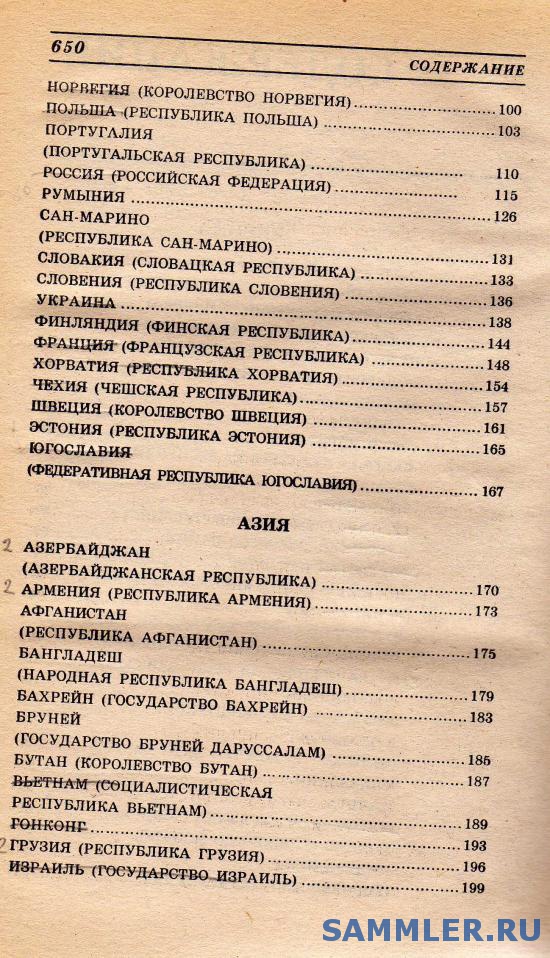 650
СОДЕРЖАНИЕ
НОРВЕГИЯ (КОРОЛЕВСТВО НОРВЕГИЯ) 100
ПОЛЬША (РЕСПУБЛИКА ПОЛЬША) 103
ПОРТУГАЛИЯ
(ПОРТУГАЛЬСКАЯ РЕСПУБЛИКА) 110
РОССИЯ (РОССИЙСКАЯ ФЕДЕРАЦИЯ) 115
РУМЫНИЯ 126
САН-МАРИНО
(РЕСПУБЛИКА САН-МАРИНО) 131
СЛОВАКИЯ (СЛОВАЦКАЯ РЕСПУБЛИКА) 133
СЛОВЕНИЯ (РЕСПУБЛИКА СЛОВЕНИЯ) 136
УКРАИНА 138
ФИНЛЯНДИЯ (ФИНСКАЯ РЕСПУБЛИКА) 144
ФРАНЦИЯ (ФРАНЦУЗСКАЯ РЕСПУБЛИКА) 148
ХОРВАТИЯ (РЕСПУБЛИКА ХОРВАТИЯ) 154
ЧЕХИЯ (ЧЕШСКАЯ РЕСПУБЛИКА) 157
ШВЕЦИЯ (КОРОЛЕВСТВО ШВЕЦИЯ) 161
ЭСТОНИЯ (РЕСПУБЛИКА ЭСТОНИЯ) 165
ЮГОСЛАВИЯ
(ФЕДЕРАТИВНАЯ РЕСПУБЛИКА ЮГОСЛАВИЯ) 167
АЗИЯ
2 АЗЕРБАЙДЖАН
(АЗЕРБАЙДЖАНСКАЯ РЕСПУБЛИКА) 170
2 АРМЕНИЯ (РЕСПУБЛИКА АРМЕНИЯ) 173
АФГАНИСТАН
(РЕСПУБЛИКА АФГАНИСТАН) 175
БАНГЛАДЕШ
(НАРОДНАЯ РЕСПУБЛИКА БАНГЛАДЕШ) 179
БАХРЕЙН (ГОСУДАРСТВО БАХРЕЙН) 183
БРУНЕЙ
(ГОСУДАРСТВО БРУНЕЙ ДАРУССАЛАМ) 185
БУТАН (КОРОЛЕВСТВО БУТАН) 187
ВЬЕТНАМ (СОЦИАЛИСТИЧЕСКАЯ
РЕСПУБЛИКА ВЬЕТНАМ) 189
ГОНКОНГ 193
2 ГРУЗИЯ (РЕСПУБЛИКА ГРУЗИЯ) 196
ИЗРАИЛЬ (ГОСУДАРСТВО ИЗРАИЛЬ) 199
SAMMLER.RU